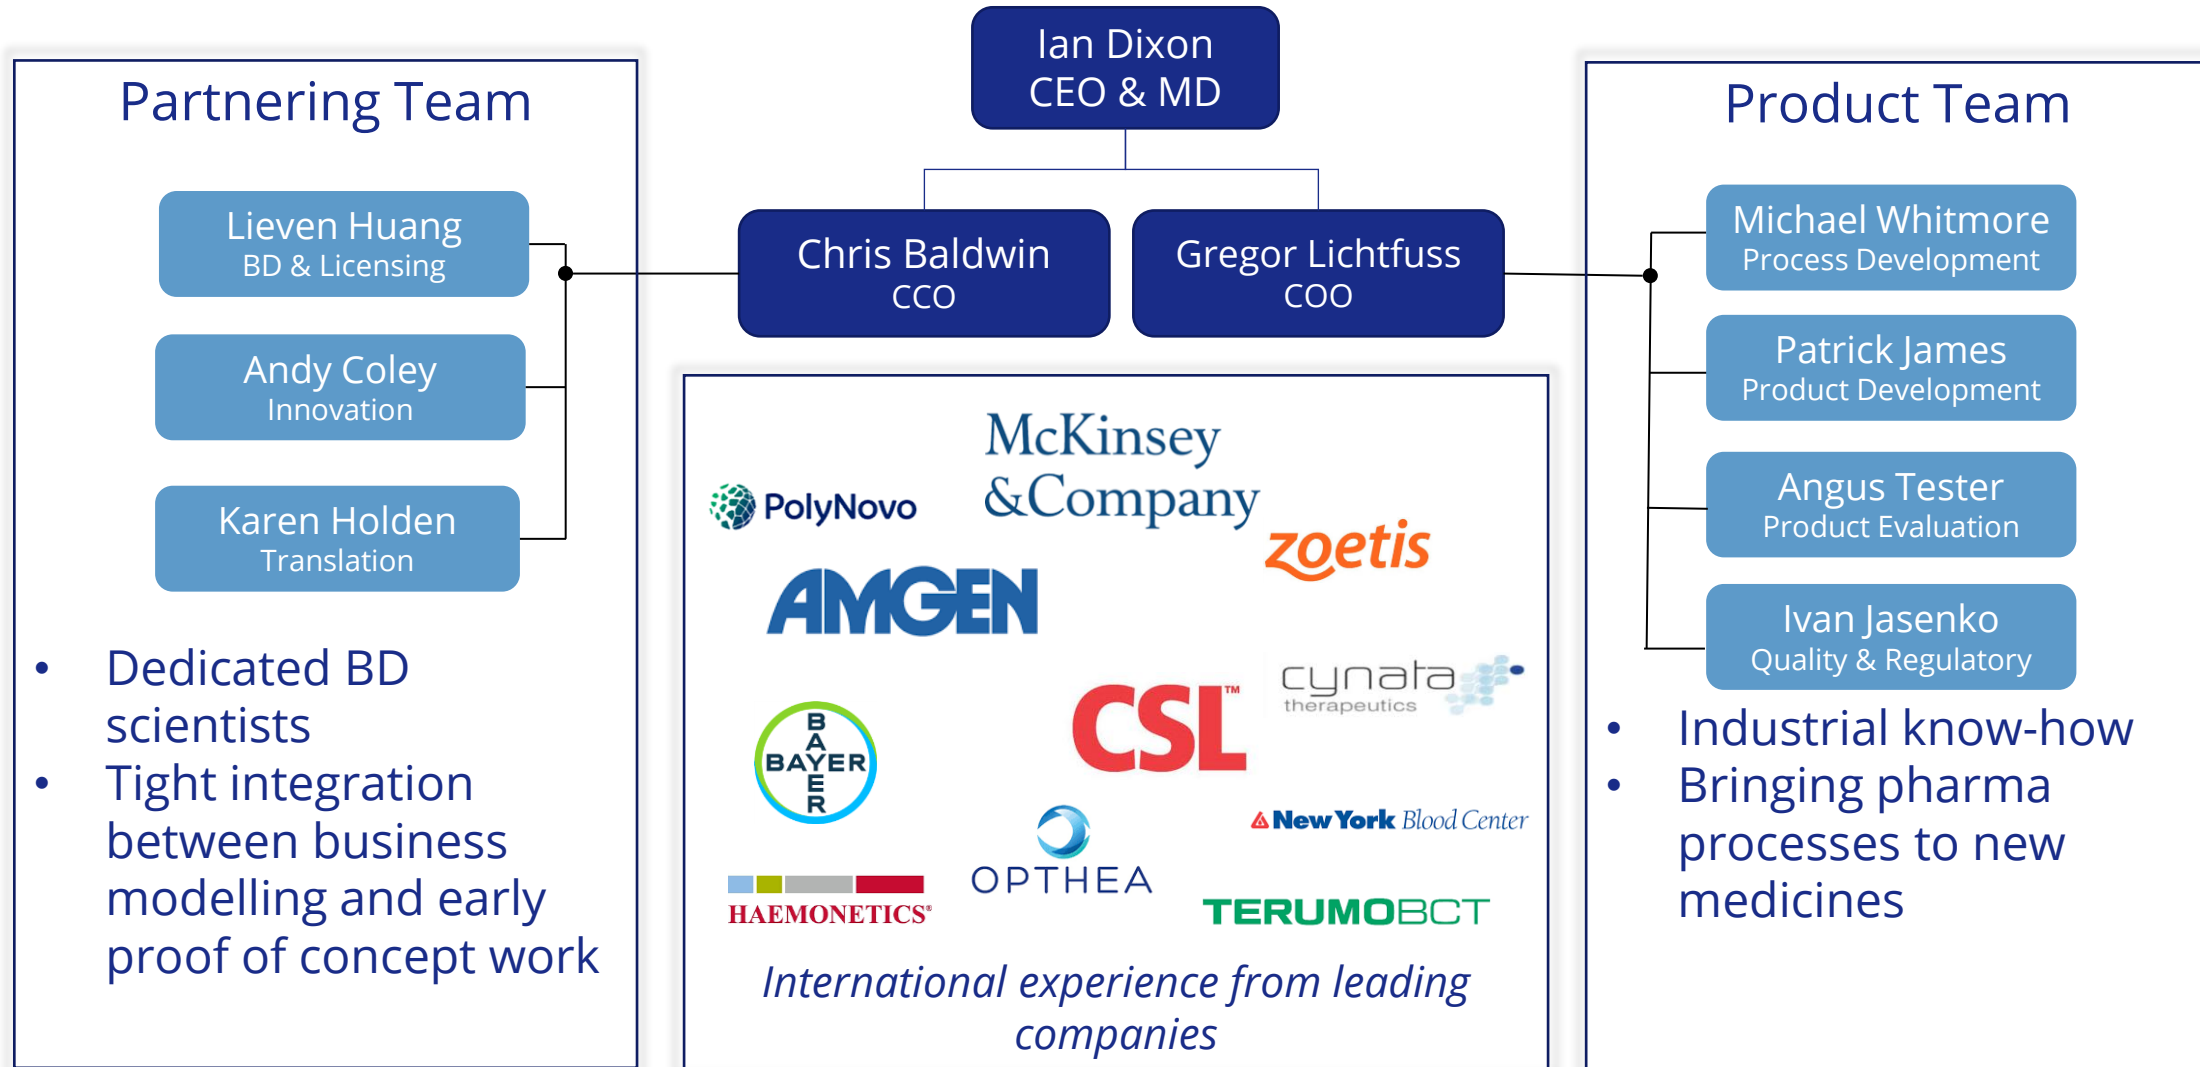 Ian Dixon
CEO & MD
Partnering Team
Lieven Huang
BD & Licensing
Andy Coley
Innovation
Karen Holden
Translation
• Dedicated BD
scientists
• Tight integration
between business
modelling and early
proof of concept work
Chris Baldwin
CCO
Gregor Lichtfuss
COO
McKinsey
&Company
PolyNovo
zoetis
AMGEN
cynata
therapeutics
CSL™
BAYER
BAYER
New York Blood Center
OPTHEA
HAEMONETICS®
TERUMOBCT
International experience from leading
companies
Product Team
Michael Whitmore
Process Development
Patrick James
Product Development
Angus Tester
Product Evaluation
Ivan Jasenko
Quality & Regulatory
• Industrial know-how
• Bringing pharma
processes to new
medicines